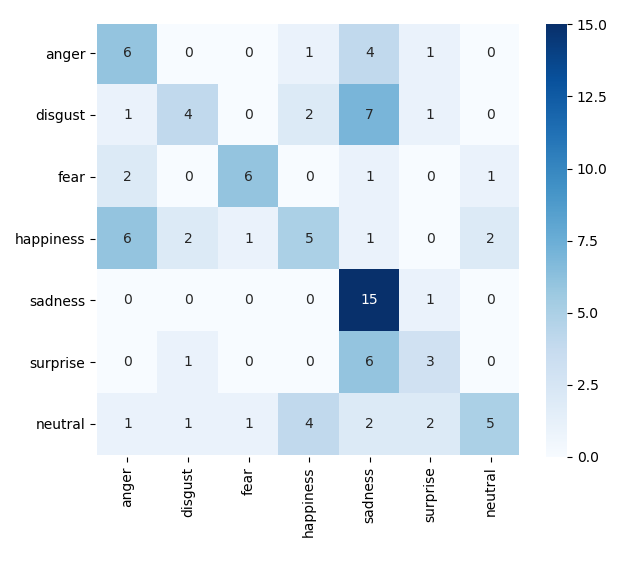 anger 6 0 0 1 4 1 0
disgust 1 4 0 2 7 1 0
fear 2 0 6 0 1 0 1
happiness 6 2 1 5 1 0 2
sadness 0 0 0 0 15 1 0
surprise 0 1 0 0 6 3 0
neutral 1 1 1 4 2 2 5
anger disgust fear happiness sadness surprise neutral
15.0
12.5
10.0
7.5
5.0
2.5
0.0